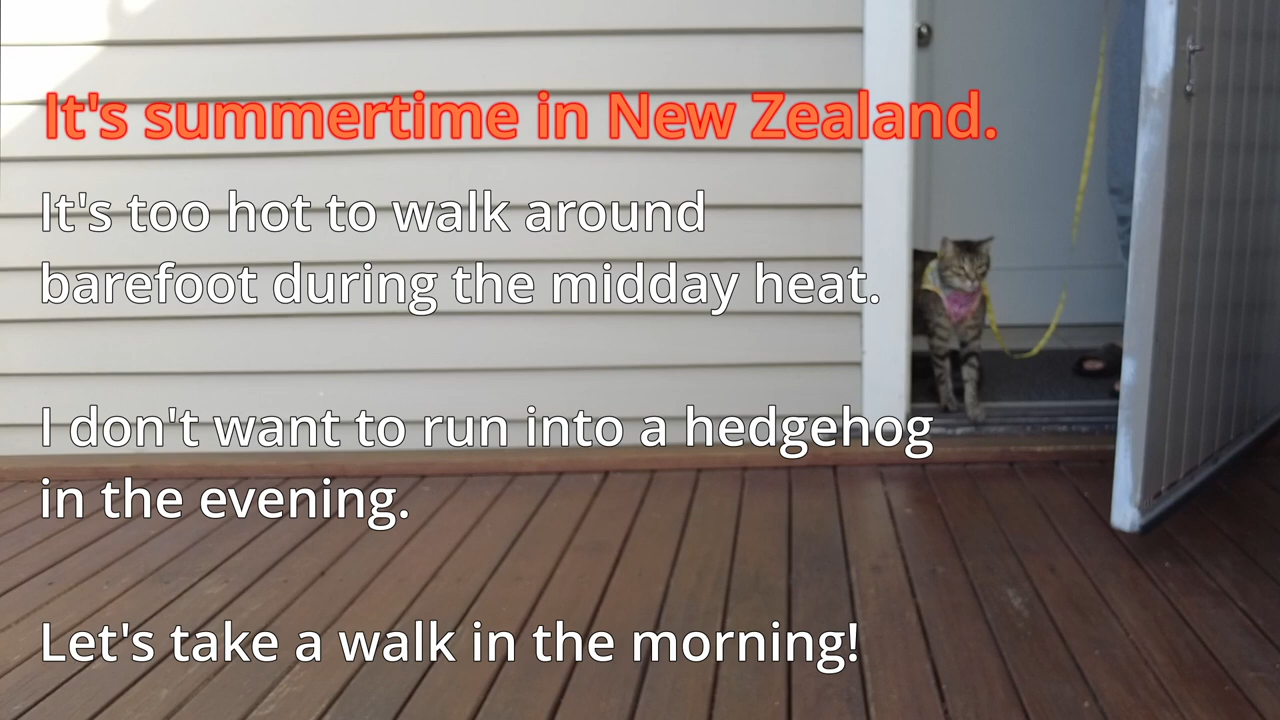 It's summertime in New Zealand.
It's too hot to walk around
barefoot during the midday heat.
I don't want to run into a hedgehog
in the evening.
Let's take a walk in the morning!